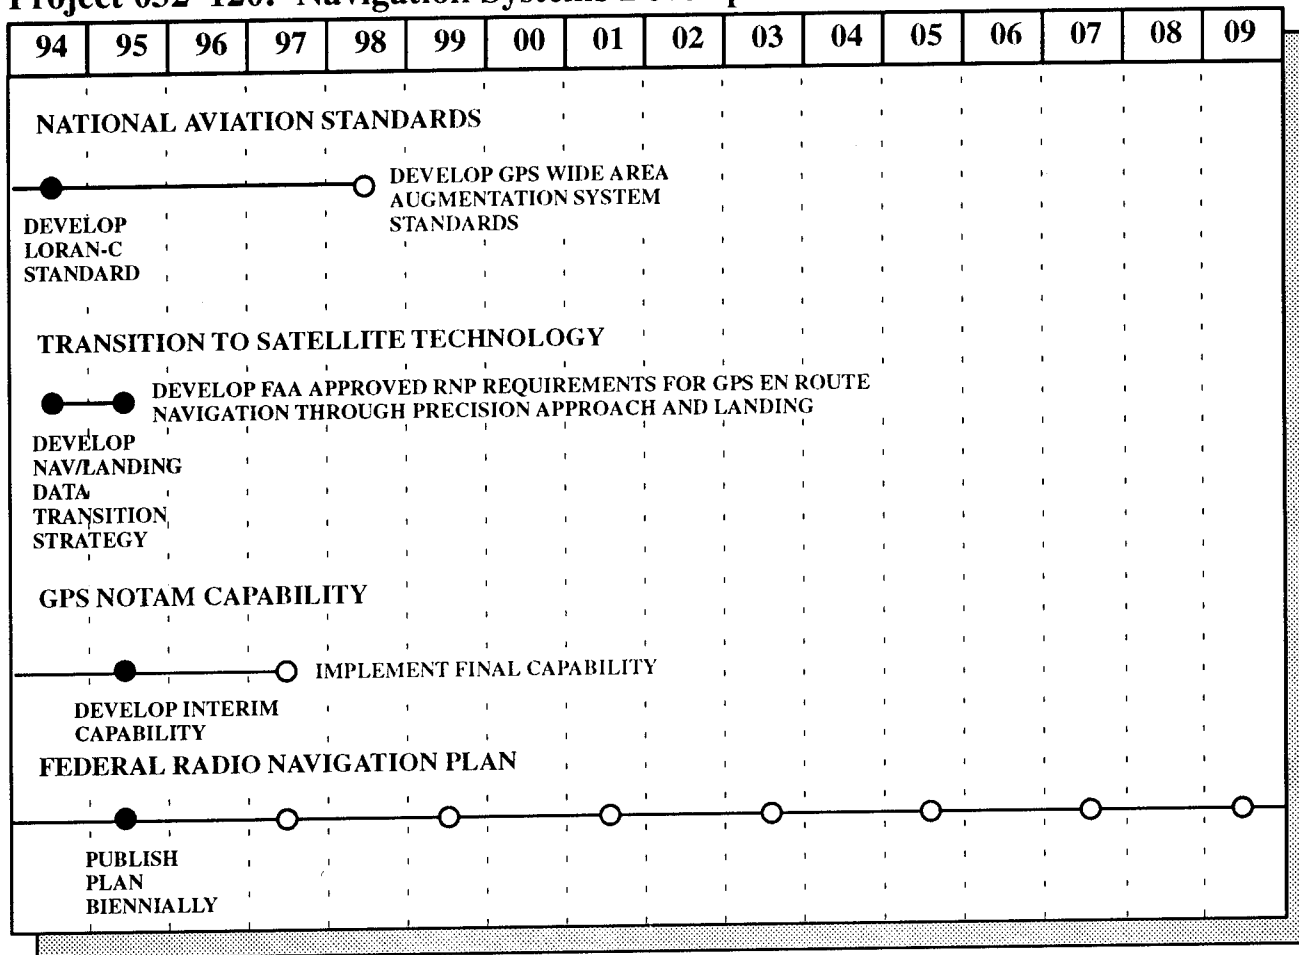 94 95 96 97 98 99 00 01 02 03 04 05 06 07 08 09
NATIONAL AVIATION STANDARDS
DEVELOP GPS WIDE AREA
AUGMENTATION SYSTEM
STANDARDS
DEVELOP
LORAN-C
STANDARD
TRANSITION TO SATELLITE TECHNOLOGY
DEVELOP FAA APPROVED RNP REQUIREMENTS FOR GPS EN ROUTE
NAVIGATION THROUGH PRECISION APPROACH AND LANDING
DEVELOP
NAV/LANDING
DATA
TRANSITION
STRATEGY
GPS NOTAM CAPABILITY
IMPLEMENT FINAL CAPABILITY
DEVELOP INTERIM
CAPABILITY
FEDERAL RADIO NAVIGATION PLAN
PUBLISH
PLAN
BIENNIALLY